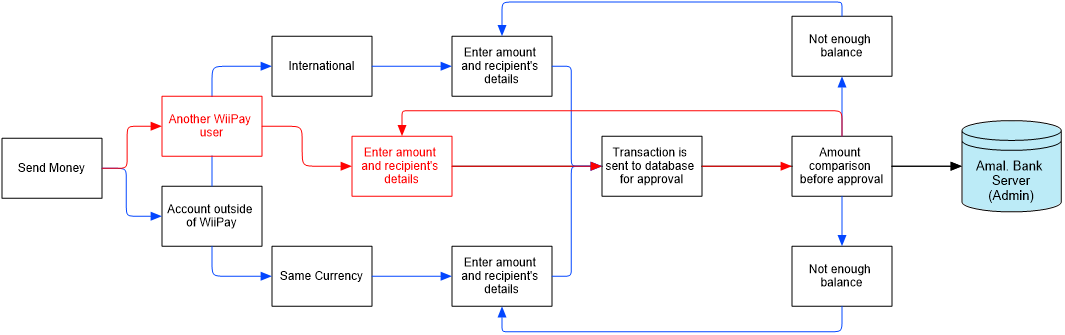 Send Money
Another WiiPay
user
Account outside
of WiiPay
International
Same Currency
Enter amount
and recipient's
details
Enter amount
and recipient's
details
Enter amount
and recipient's
details
Transaction is
sent to database
for approval
Not enough
balance
Amount
comparison
before approval
Not enough
balance
Amal. Bank
Server
(Admin)